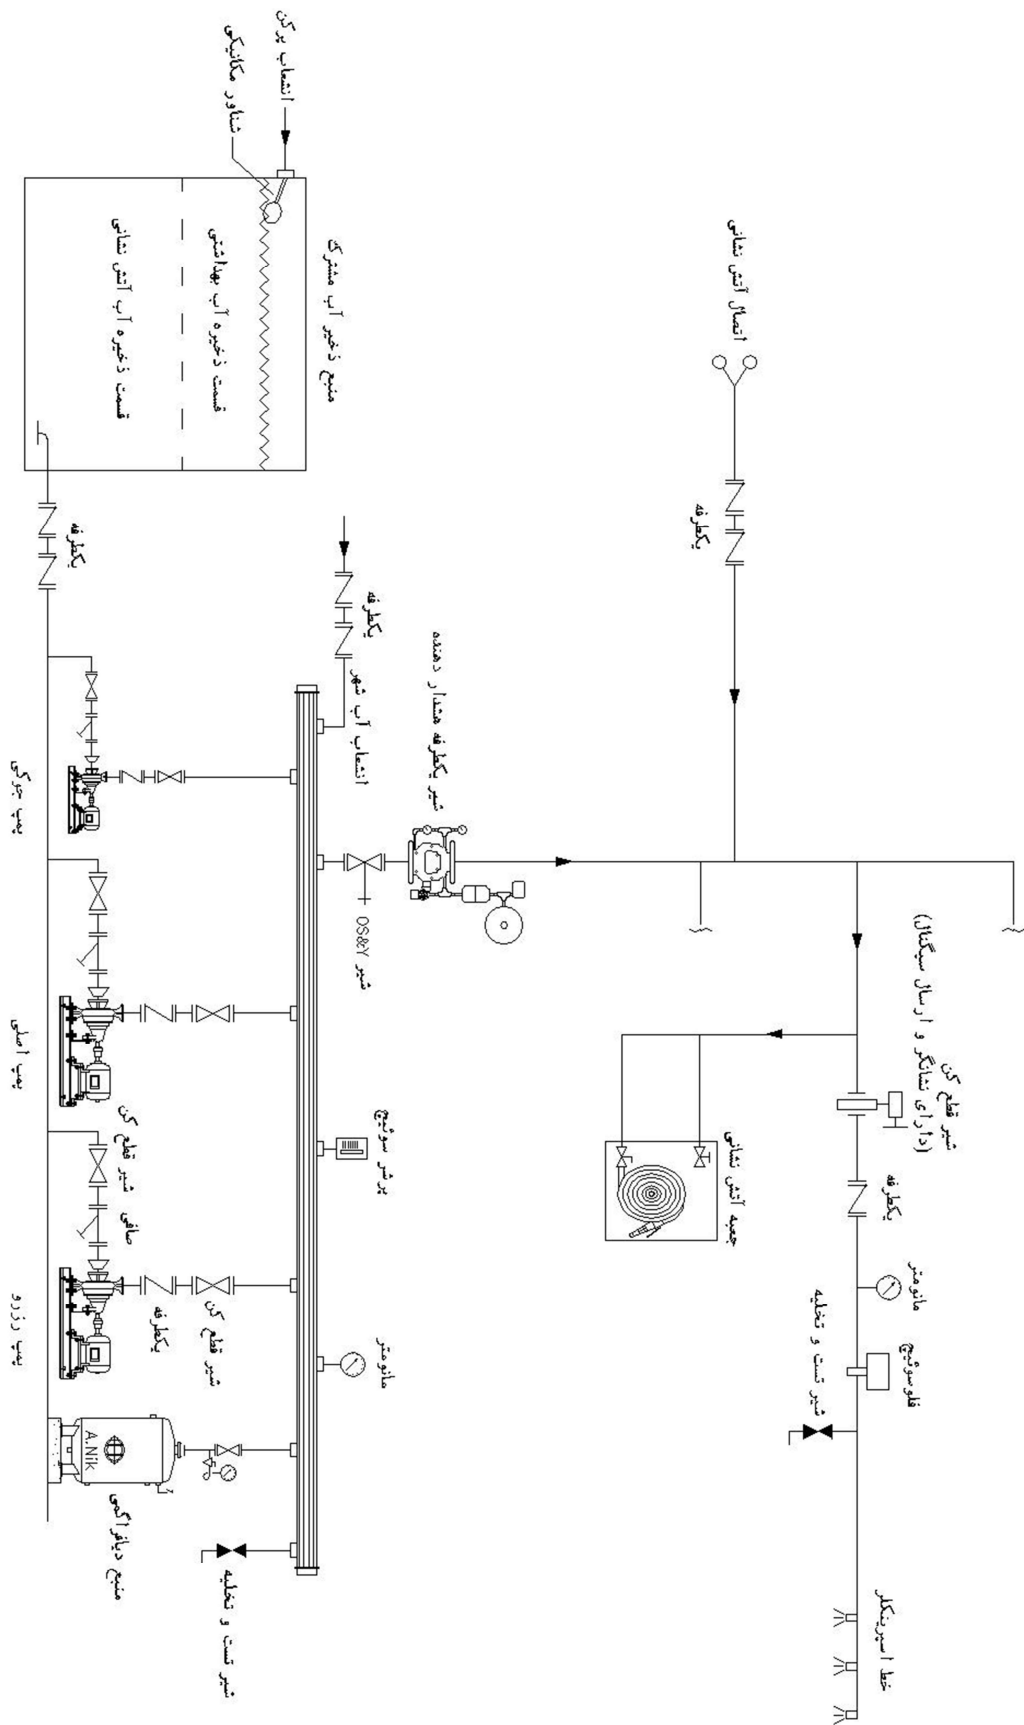 انشعاب پرکن
شناور مکانیکی
منبع ذخیر آب مشترک
قسمت ذخیره آب بهداشتی
قسمت ذخیره آب آتش نشانی
یکطرفه
اتصال آتش نشانی
یکطرفه
یکطرفه
انشعاب آب شهر
شیر یکطرفه هشدار دهنده
شیر OS&Y
پمپ جوکی
پمپ اصلی
پمپ رزرو
شیر قطع کن
صافی
یکطرفه
شیر قطع کن
پرشر سوئیچ
مانومتر
A.Nik
منبع دیافراگمی
شیر تست و تخلیه
شیر قطع کن
(دارای نشانگر و ارسال سیگنال)
جعبه آتش نشانی
یکطرفه
مانومتر
فلوسوئیچ
شیر تست و تخلیه
خط اسپرینکلر